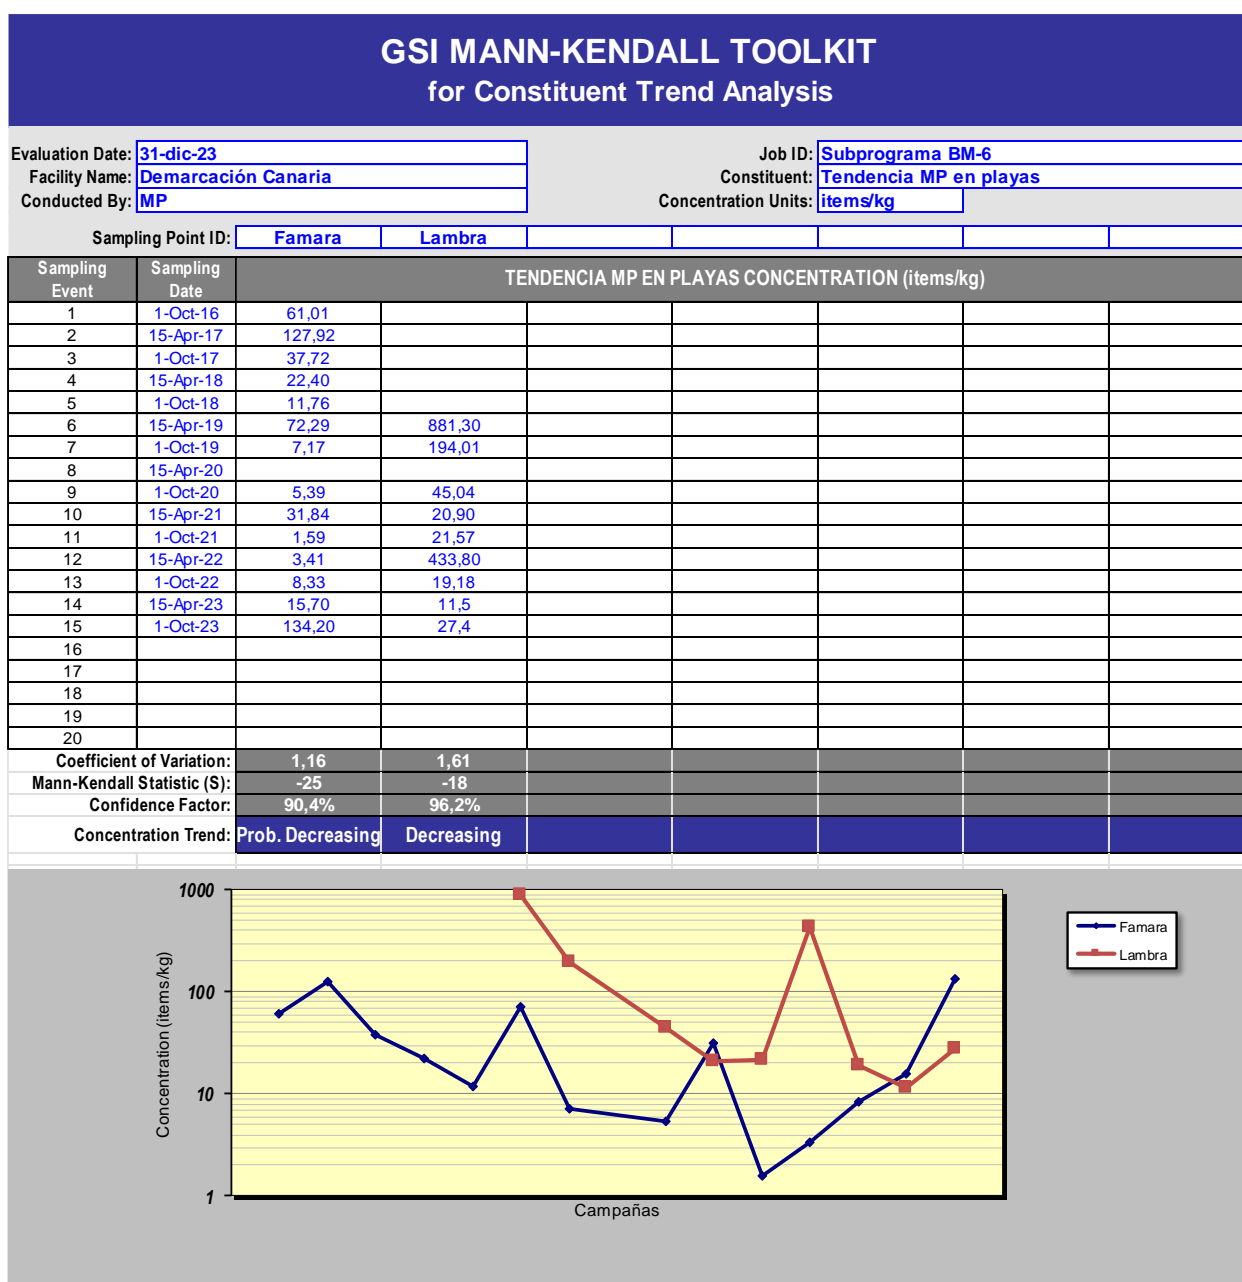 GSI MANN-KENDALL TOOLKIT
for Constituent Trend Analysis
Evaluation Date: 31-dic-23 Job ID: Subprograma BM-6
Facility Name: Demarcación Canaria Constituent: Tendencia MP en playas
Conducted By: MP Concentration Units: items/kg
Sampling Point ID: Famara Lambra
Sampling Event Sampling Date TENDENCIA MP EN PLAYAS CONCENTRATION (items/kg)
1 1-Oct-16 61,01
2 15-Apr-17 127,92
3 1-Oct-17 37,72
4 15-Apr-18 22,40
5 1-Oct-18 11,76
6 15-Apr-19 72,29 881,30
7 1-Oct-19 7,17 194,01
8 15-Apr-20
9 1-Oct-20 5,39 45,04
10 15-Apr-21 31,84 20,90
11 1-Oct-21 1,59 21,57
12 15-Apr-22 3,41 433,80
13 1-Oct-22 8,33 19,18
14 15-Apr-23 15,70 11,5
15 1-Oct-23 134,20 27,4
16
17
18
19
20
Coefficient of Variation: 1,16 1,61
Mann-Kendall Statistic (S): -25 -18
Confidence Factor: 90,4% 96,2%
Concentration Trend: Prob. Decreasing Decreasing
1000
100
10
1
Concentration (items/kg)
Campañas
Famara
Lambra